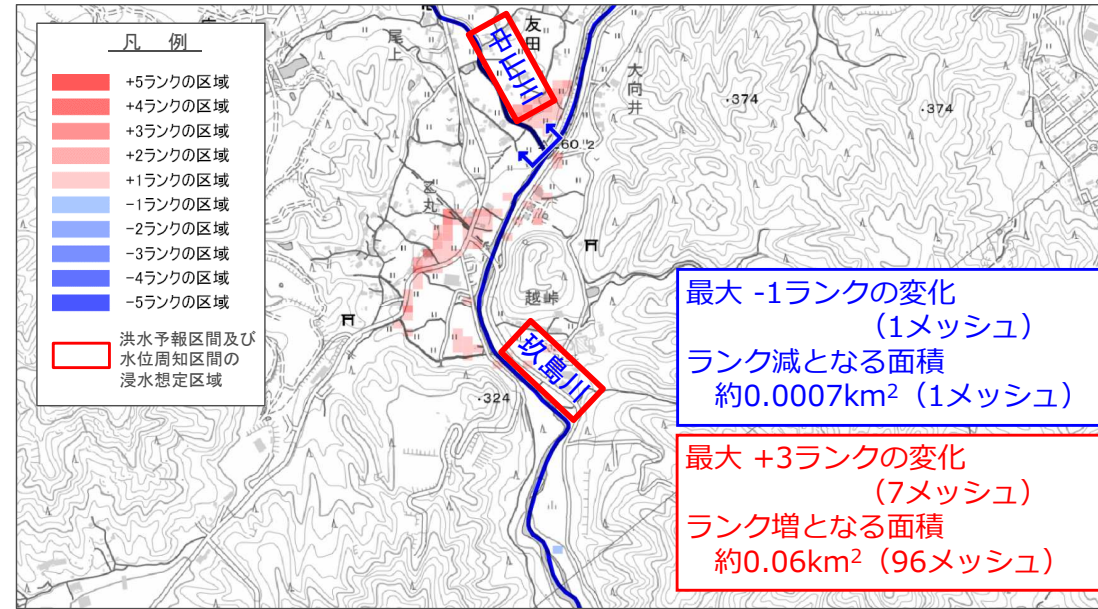 凡 例
+5ランクの区域
+4ランクの区域
+3ランクの区域
+2ランクの区域
+1ランクの区域
-1ランクの区域
-2ランクの区域
-3ランクの区域
-4ランクの区域
-5ランクの区域
洪水予報区間及び
水位周知区間の
浸水想定区域
友田
尾上
中山川
大向井
・374
・374
260.2
乙丸
越峠
玖島川
・324
最大 -1ランクの変化
（1メッシュ）
ランク減となる面積
約0.0007km²（1メッシュ）
最大 +3ランクの変化
（7メッシュ）
ランク増となる面積
約0.06km²（96メッシュ）